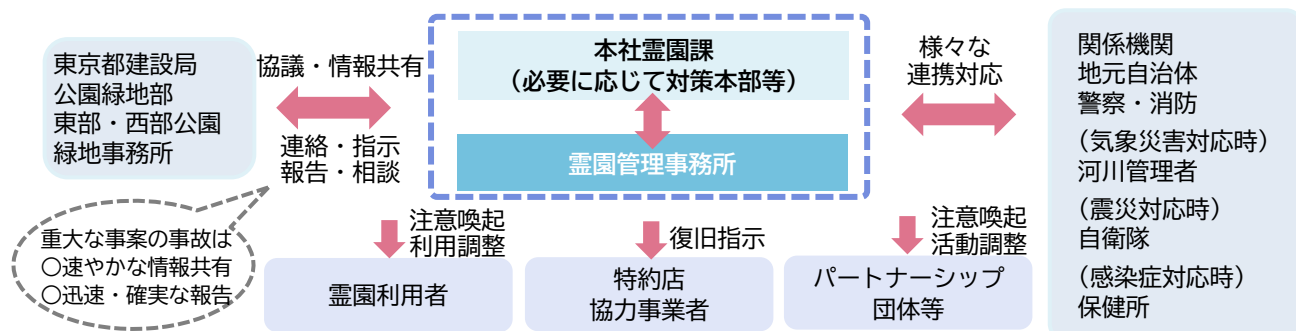 東京都建設局
公園緑地部
東部・西部公園
緑地事務所
協議・情報共有
連絡・指示
報告・相談
重大な事案の事故は
〇速やかな情報共有
〇迅速・確実な報告
本社霊園課
（必要に応じて対策本部等）
霊園管理事務所
様々な
連携対応
関係機関
地元自治体
警察・消防
(気象災害対応時)
河川管理者
(震災対応時)
自衛隊
(感染症対応時)
保健所
注意喚起
利用調整
霊園利用者
復旧指示
特約店
協力事業者
注意喚起
活動調整
パートナーシップ
団体等